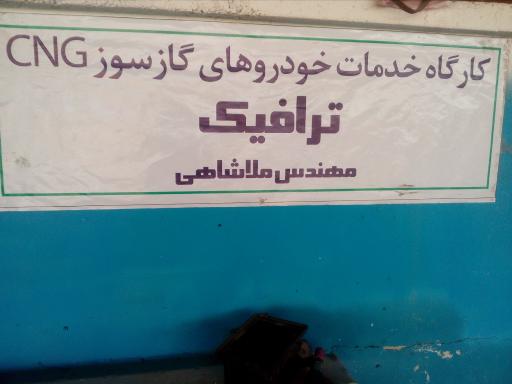 کارگاه خدمات خودروهای گازسوز CNG
ترافیک
مهندس ملاشاهی